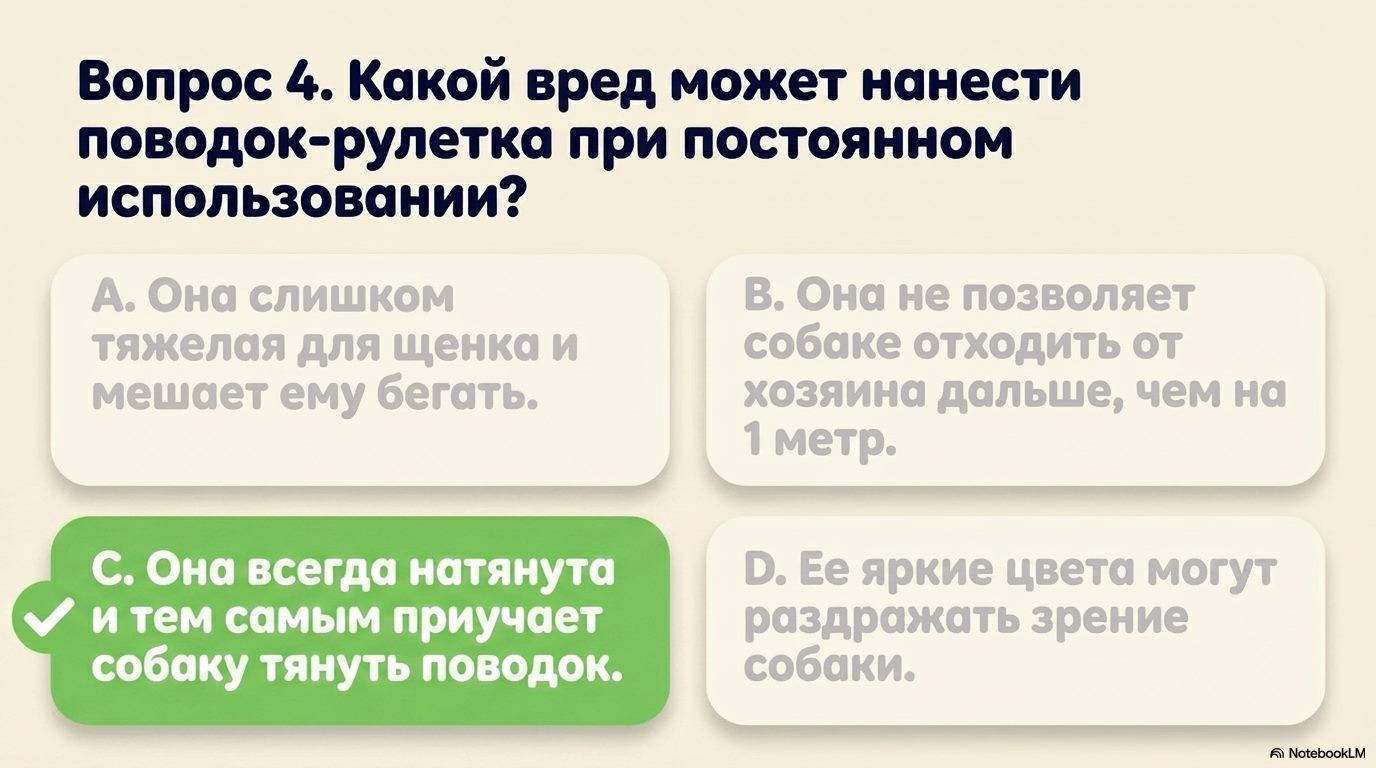 Вопрос 4. Какой вред может нанести
поводок-рулетка при постоянном
использовании?
A. Она слишком
тяжелая для щенка и
мешает ему бегать.
B. Она не позволяет
собаке отходить от
хозяина дальше, чем на
1 метр.
C. Она всегда натянута
и тем самым приучает
собаку тянуть поводок.
D. Ее яркие цвета могут
раздражать зрение
собаки.
NotebookLM